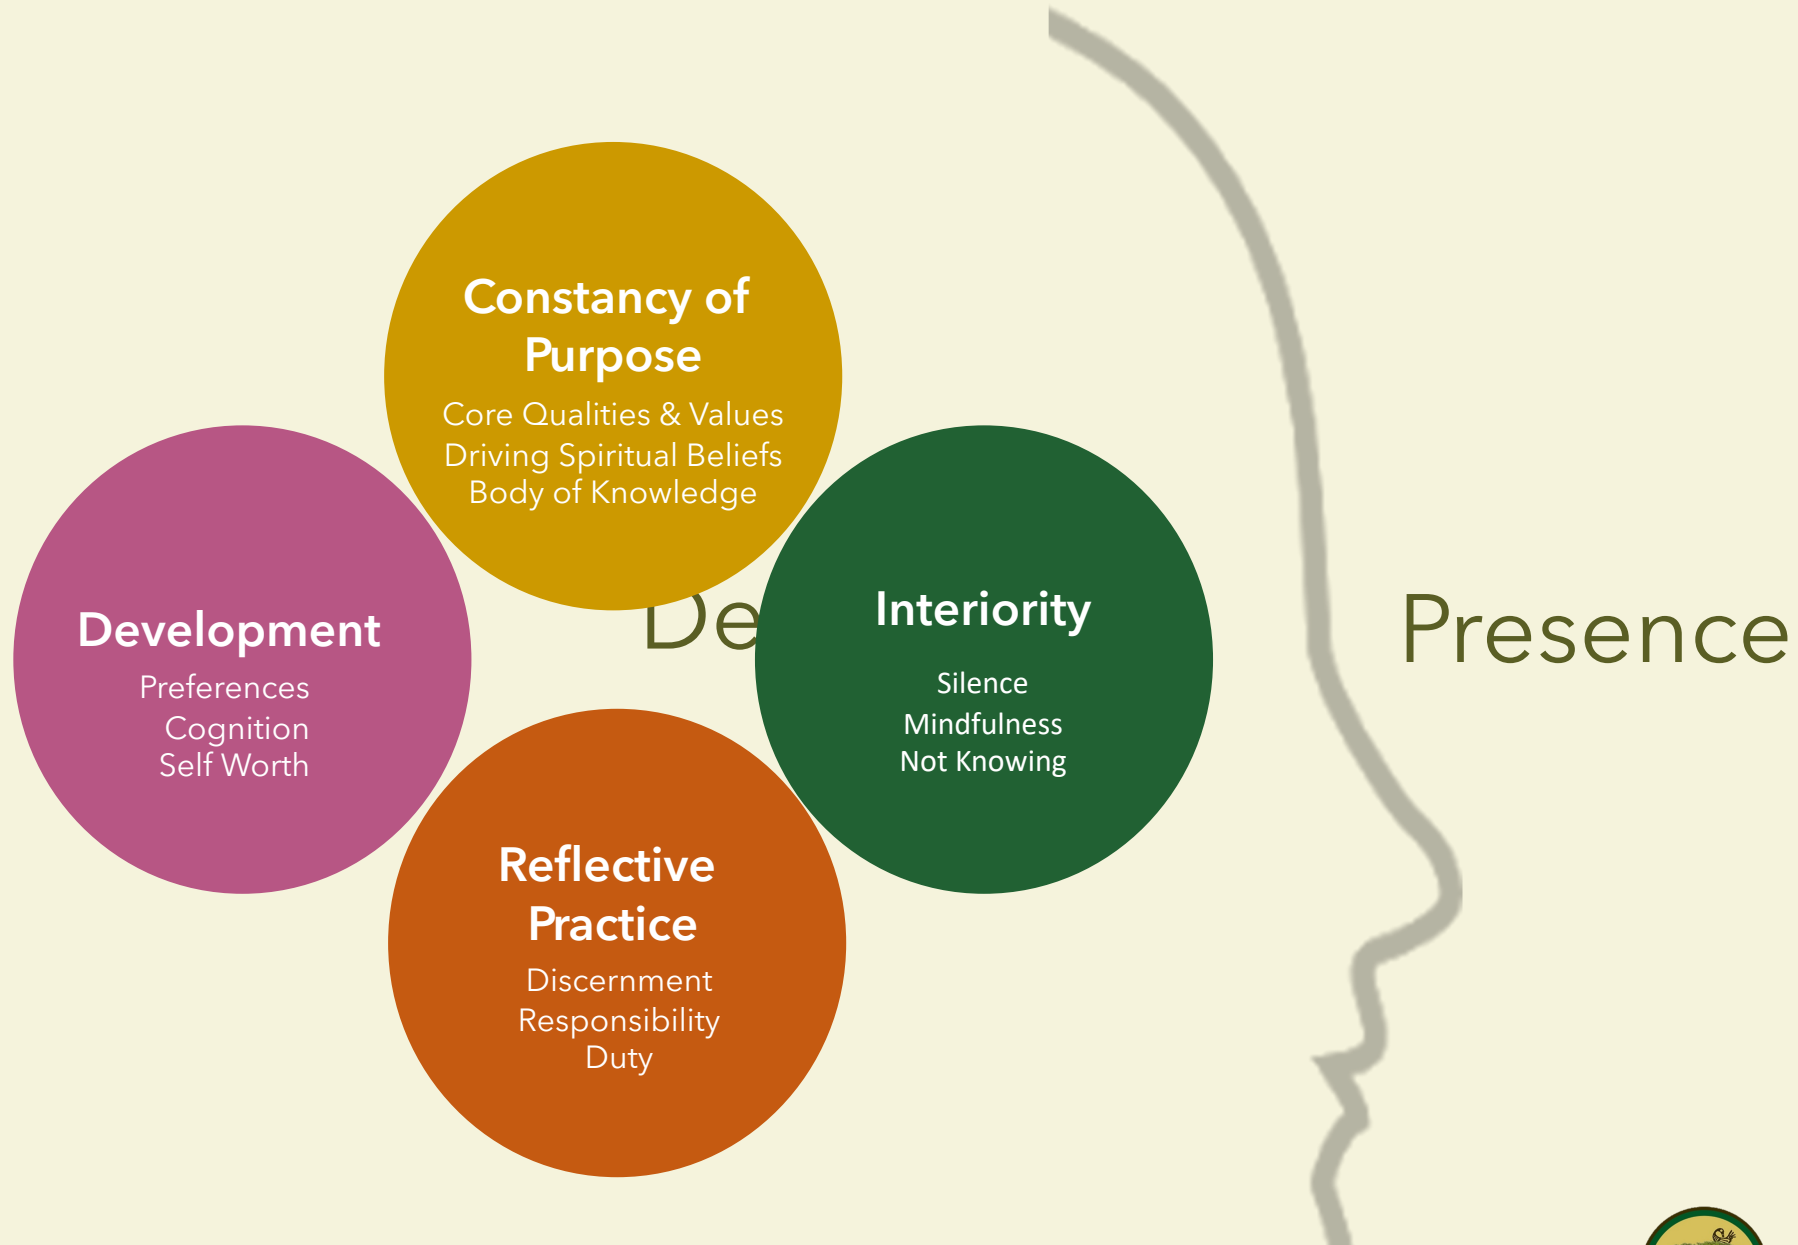 Constancy of
Purpose
Core Qualities & Values
Driving Spiritual Beliefs
Body of Knowledge
Development
Preferences
Cognition
Self Worth
De
Interiority
Silence
Mindfulness
Not Knowing
Presence
Reflective
Practice
Discernment
Responsibility
Duty